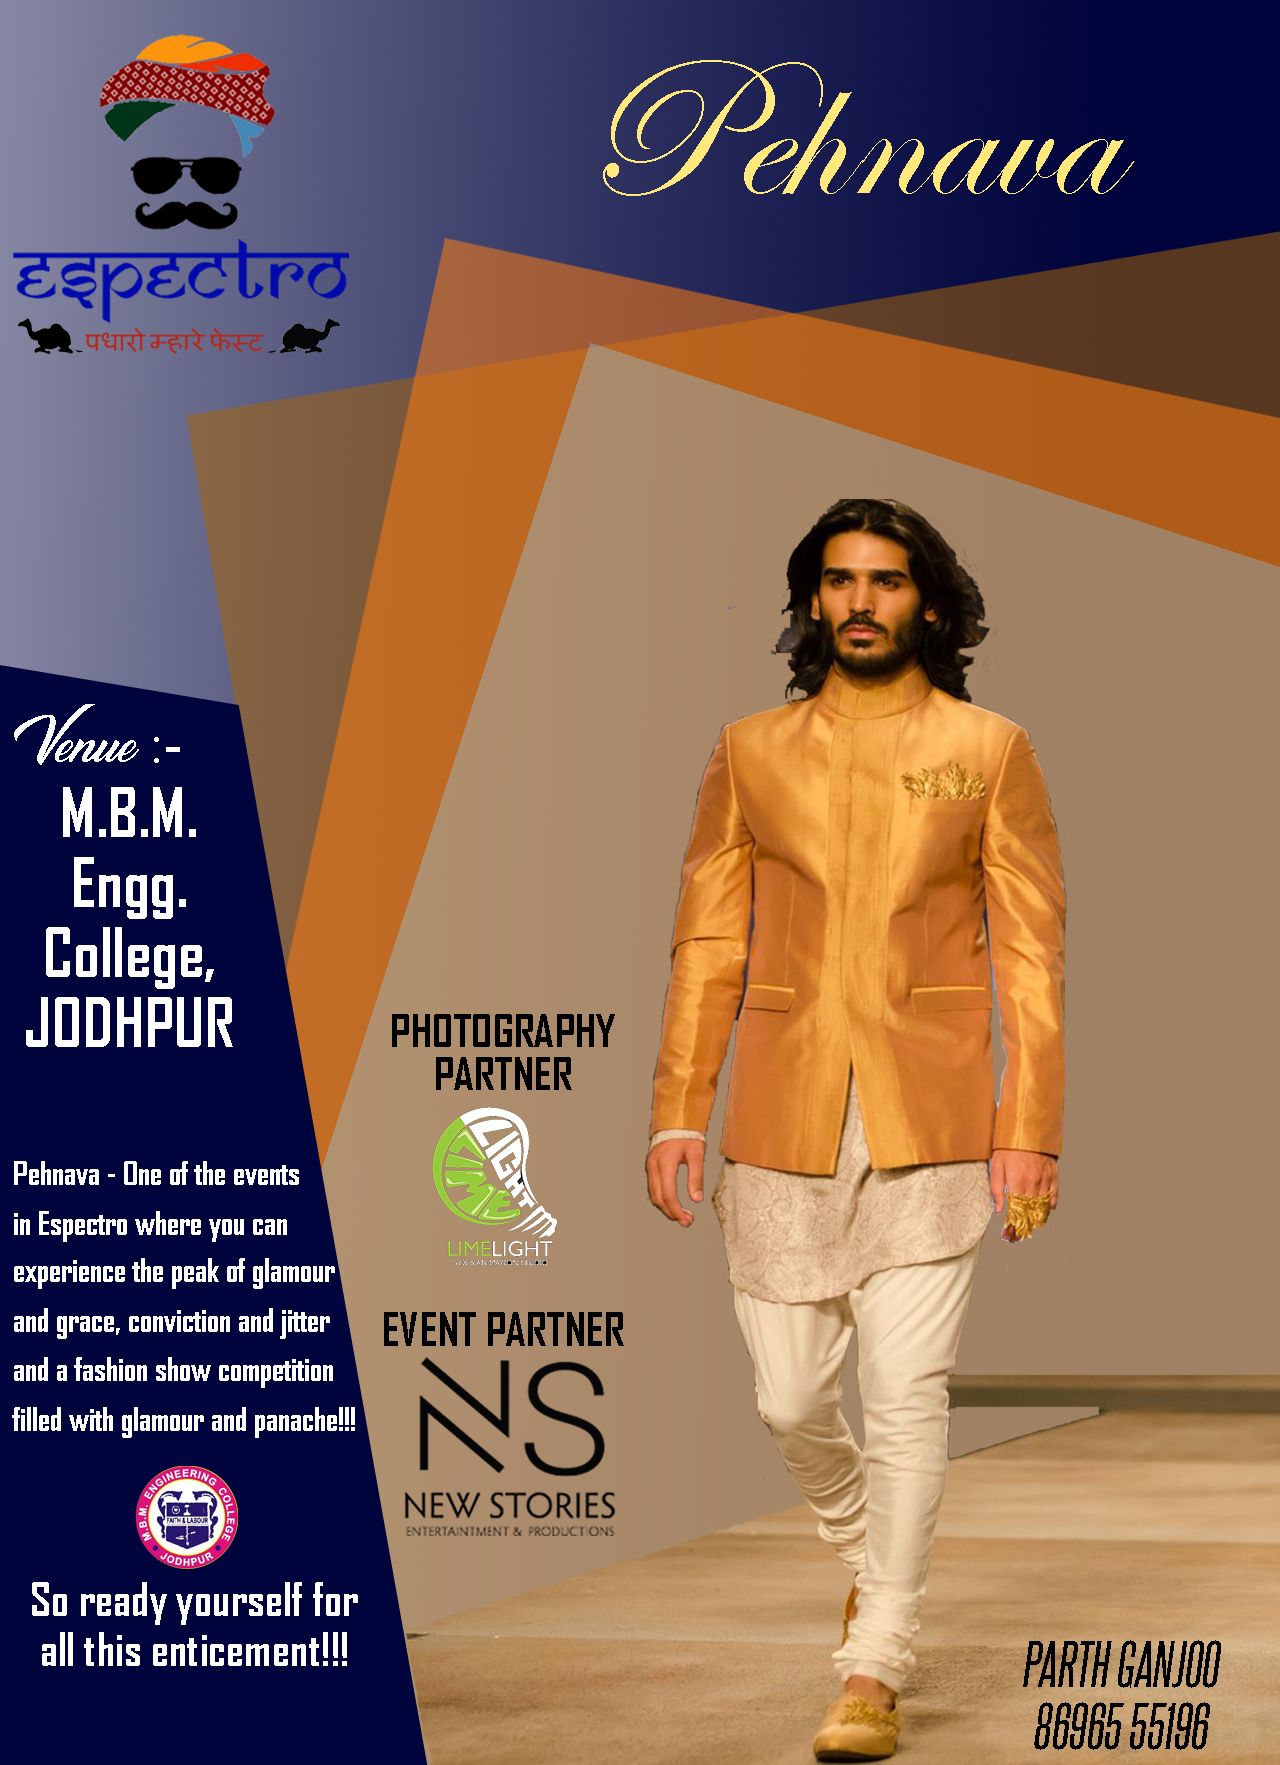 Pehnava
ESPECTRO
पधारो म्हारे फेस्ट
Venue :-
M.B.M.
Engg.
College,
JODHPUR
Pehnava - One of the events
in Espectro where you can
experience the peak of glamour
and grace, conviction and jitter
and a fashion show competition
filled with glamour and panache!!!
M.B.M. ENGINEERING COLLEGE
FAITH & LABOUR
JODHPUR
So ready yourself for
all this enticement!!!
PHOTOGRAPHY
PARTNER
LIME LIGHT
LIMELIGHT
EVENT PARTNER
NS
NEW STORIES
ENTERTAINTMENT & PRODUCTIONS
PARTH GANJOO
86965 55196